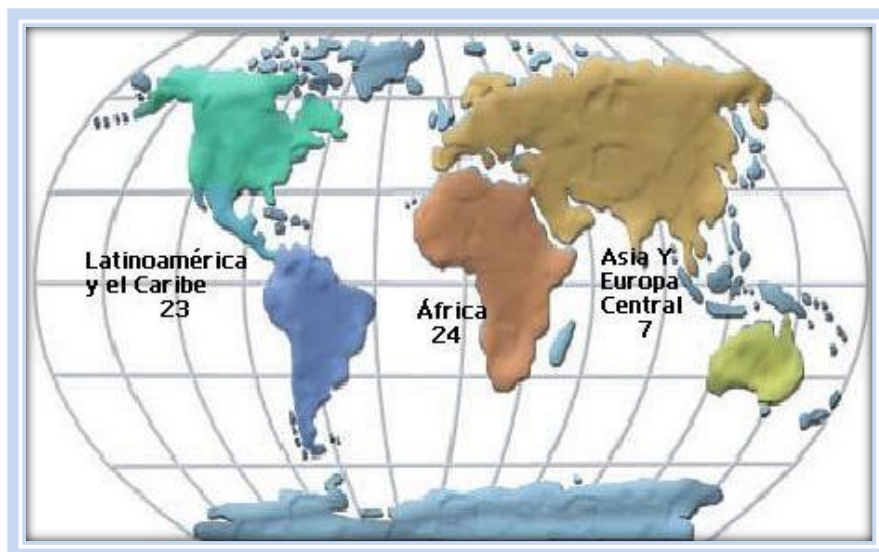 Latinoamérica
y el Caribe
23
África
24
Asia Y
Europa
Central
7